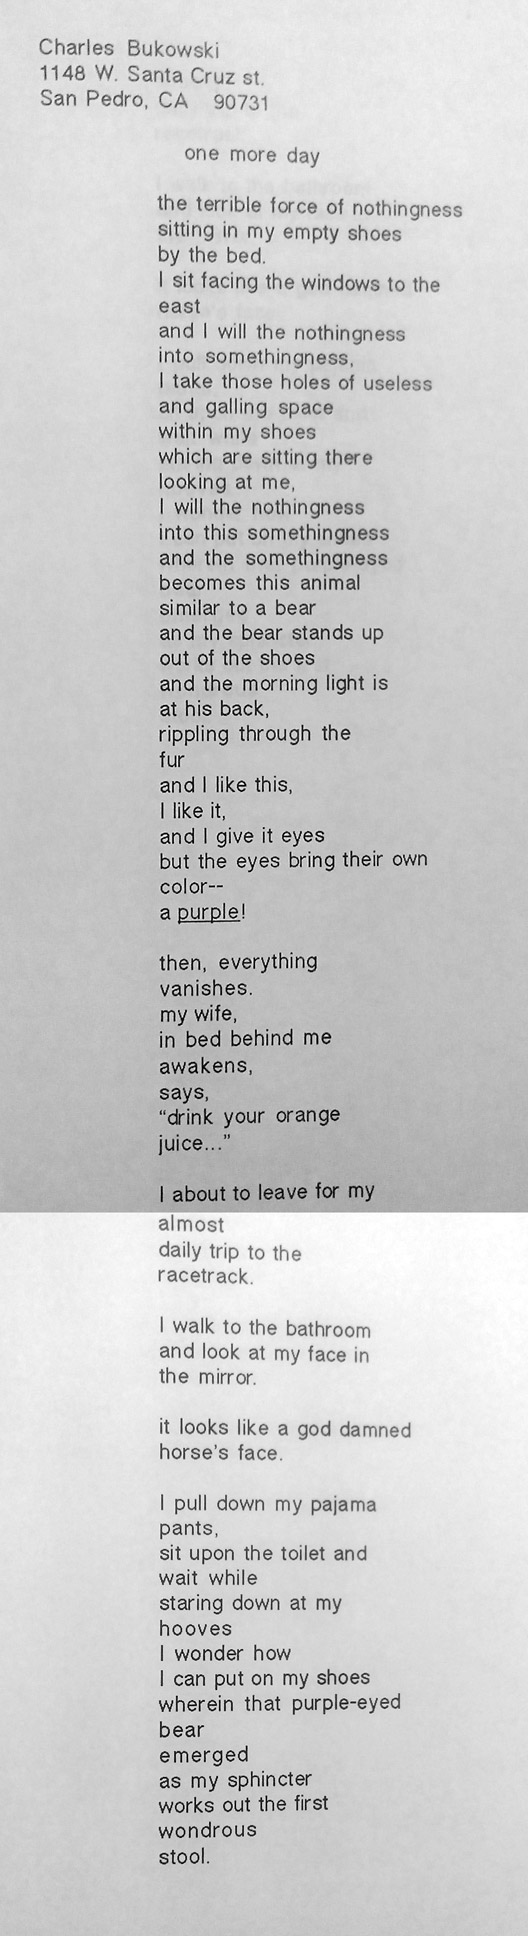 Charles Bukowski
1148 W. Santa Cruz st.
San Pedro, CA 90731
one more day
the terrible force of nothingness
sitting in my empty shoes
by the bed.
I sit facing the windows to the
east
and I will the nothingness
into somethingness,
I take those holes of useless
and galling space
within my shoes
which are sitting there
looking at me,
I will the nothingness
into this somethingness
and the somethingness
becomes this animal
similar to a bear
and the bear stands up
out of the shoes
and the morning light is
at his back,
rippling through the
fur
and I like this,
I like it,
and I give it eyes
but the eyes bring their own
color--
a purple!
then, everything
vanishes.
my wife,
in bed behind me
awakens,
says,
“drink your orange
juice...”
I about to leave for my
almost
daily trip to the
racetrack.
I walk to the bathroom
and look at my face in
the mirror.
it looks like a god damned
horse's face.
I pull down my pajama
pants,
sit upon the toilet and
wait while
staring down at my
hooves
I wonder how
I can put on my shoes
wherein that purple-eyed
bear
emerged
as my sphincter
works out the first
wondrous
stool.